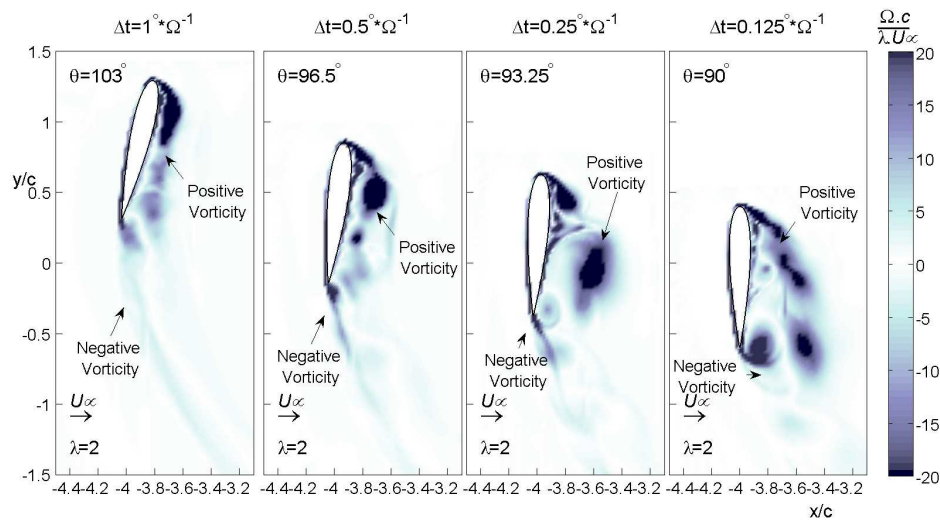 Δt=1°*Ω⁻¹
Δt=0.5°*Ω⁻¹
Δt=0.25°*Ω⁻¹
Δt=0.125°*Ω⁻¹
Ω.c
λ.U∝
θ=103°
θ=96.5°
θ=93.25°
θ=90°
Positive
Vorticity
Negative
Vorticity
U∝
λ=2
Positive
Vorticity
Negative
Vorticity
U∝
λ=2
Positive
Vorticity
Negative
Vorticity
U∝
λ=2
Positive
Vorticity
Negative
Vorticity
U∝
λ=2
y/c
1.5
1
0.5
0
-0.5
-1
-1.5
-4.4-4.2 -4 -3.8-3.6-3.4-3.2
-4.4-4.2 -4 -3.8-3.6-3.4-3.2
-4.4-4.2 -4 -3.8-3.6-3.4-3.2
-4.4-4.2 -4 -3.8-3.6-3.4-3.2
x/c
20
15
10
5
0
-5
-10
-15
-20